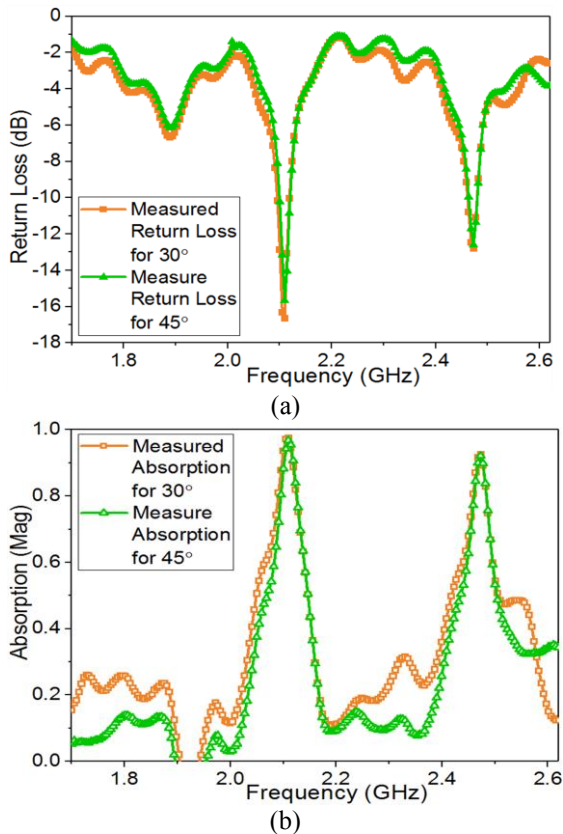 0
-2
-4
-6
-8
-10
-12
-14
-16
-18
Return Loss (dB)
Measured
Return Loss
for 30°
Measure
Return Loss
for 45°
1.8
2.0
2.2
2.4
2.6
Frequency (GHz)
(a)
1.0
0.8
0.6
0.4
0.2
0.0
Absorption (Mag)
Measured
Absorption
for 30°
Measure
Absorption
for 45°
1.8
2.0
2.2
2.4
2.6
Frequency (GHz)
(b)